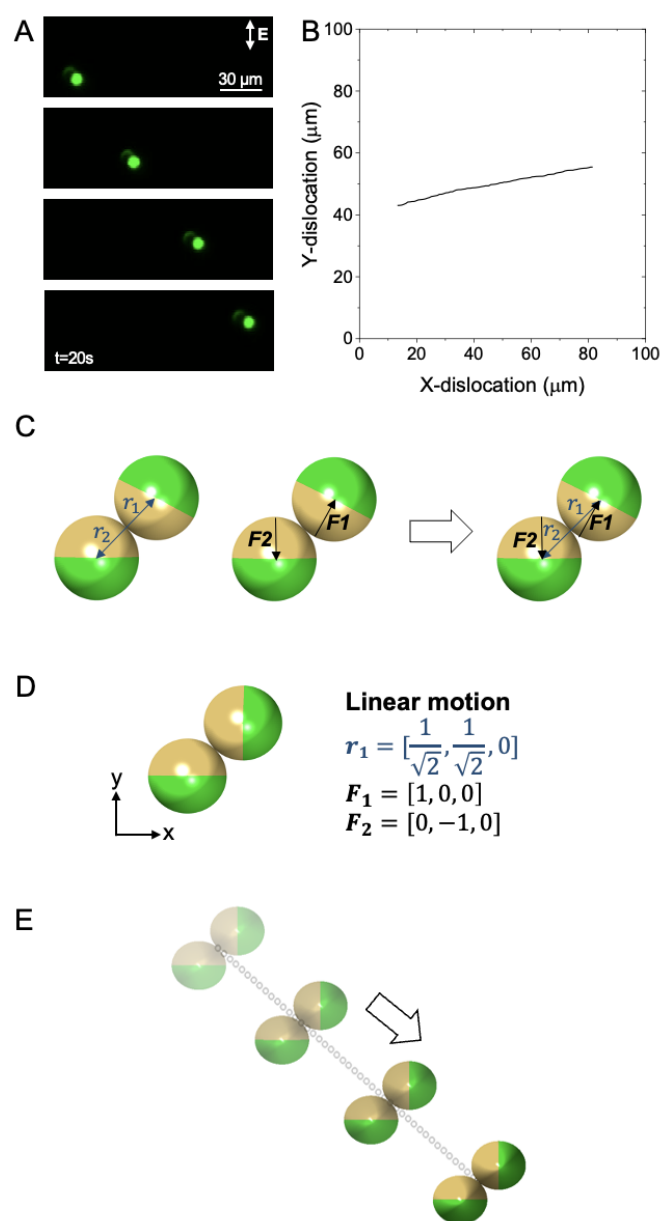 A
E
30 μm
t=20s
B
100
80
60
40
20
0
0 20 40 60 80 100
Y-dislocation (μm)
X-dislocation (μm)
C
r₁
r₂
F2
F1
r₁
r₂
F2
F1
D
y
x
Linear motion
r₁ = [1/√2, 1/√2, 0]
F₁ = [1, 0, 0]
F₂ = [0, −1, 0]
E